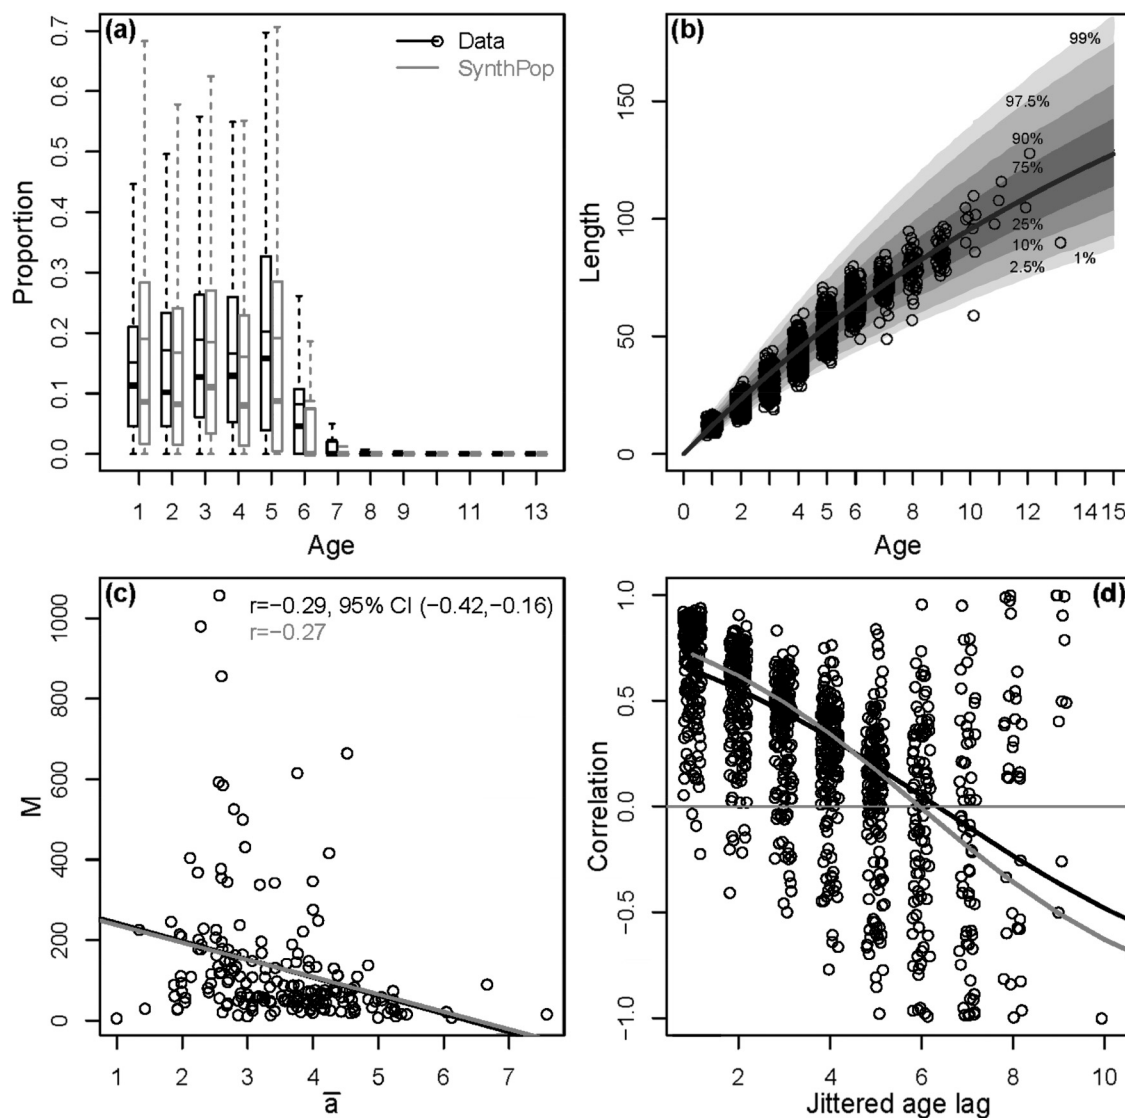 (a)
Data
SynthPop
Proportion
0.7
0.6
0.5
0.4
0.3
0.2
0.1
0.0
1 2 3 4 5 6 7 8 9 11 13
Age
(b)
99%
97.5%
90%
75%
25%
10%
2.5%
1%
Length
150
100
50
0
0 2 4 5 6 8 10 12 14 15
Age
(c)
r=−0.29, 95% CI (−0.42,−0.16)
r=−0.27
M
1000
800
600
400
200
0
1 2 3 4 5 6 7
a
(d)
Correlation
1.0
0.5
0.0
−0.5
−1.0
2 4 6 8 10
Jittered age lag